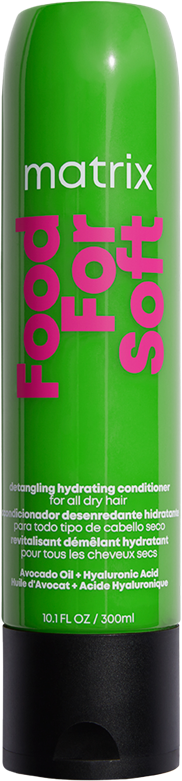 matrix
Food
For
Soft
detangling hydrating conditioner
for all dry hair
acondicionador desenredante hidratante
para todo tipo de cabello seco
revitalisant démêlant hydratant
pour tous les cheveux secs
Avocado Oil + Hyaluronic Acid
Huile d'Avocat + Acide Hyaluronique
10.1 FL OZ / 300ml